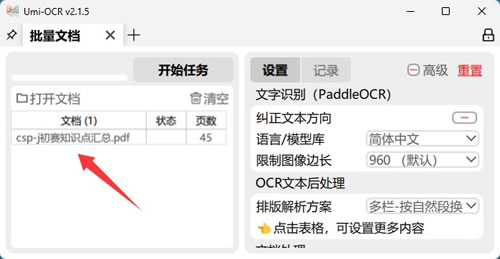 Umi-OCR v2.1.5
批量文档
开始任务
打开文档
清空
文档 (1) 状态 页数
csp-j初赛知识点汇总.pdf 45
设置 记录 高级 重置
文字识别（PaddleOCR）
纠正文本方向
语言/模型库 简体中文
限制图像边长 960 （默认）
OCR文本后处理
排版解析方案 多栏-按自然段换
👈点击表格，可设置更多内容